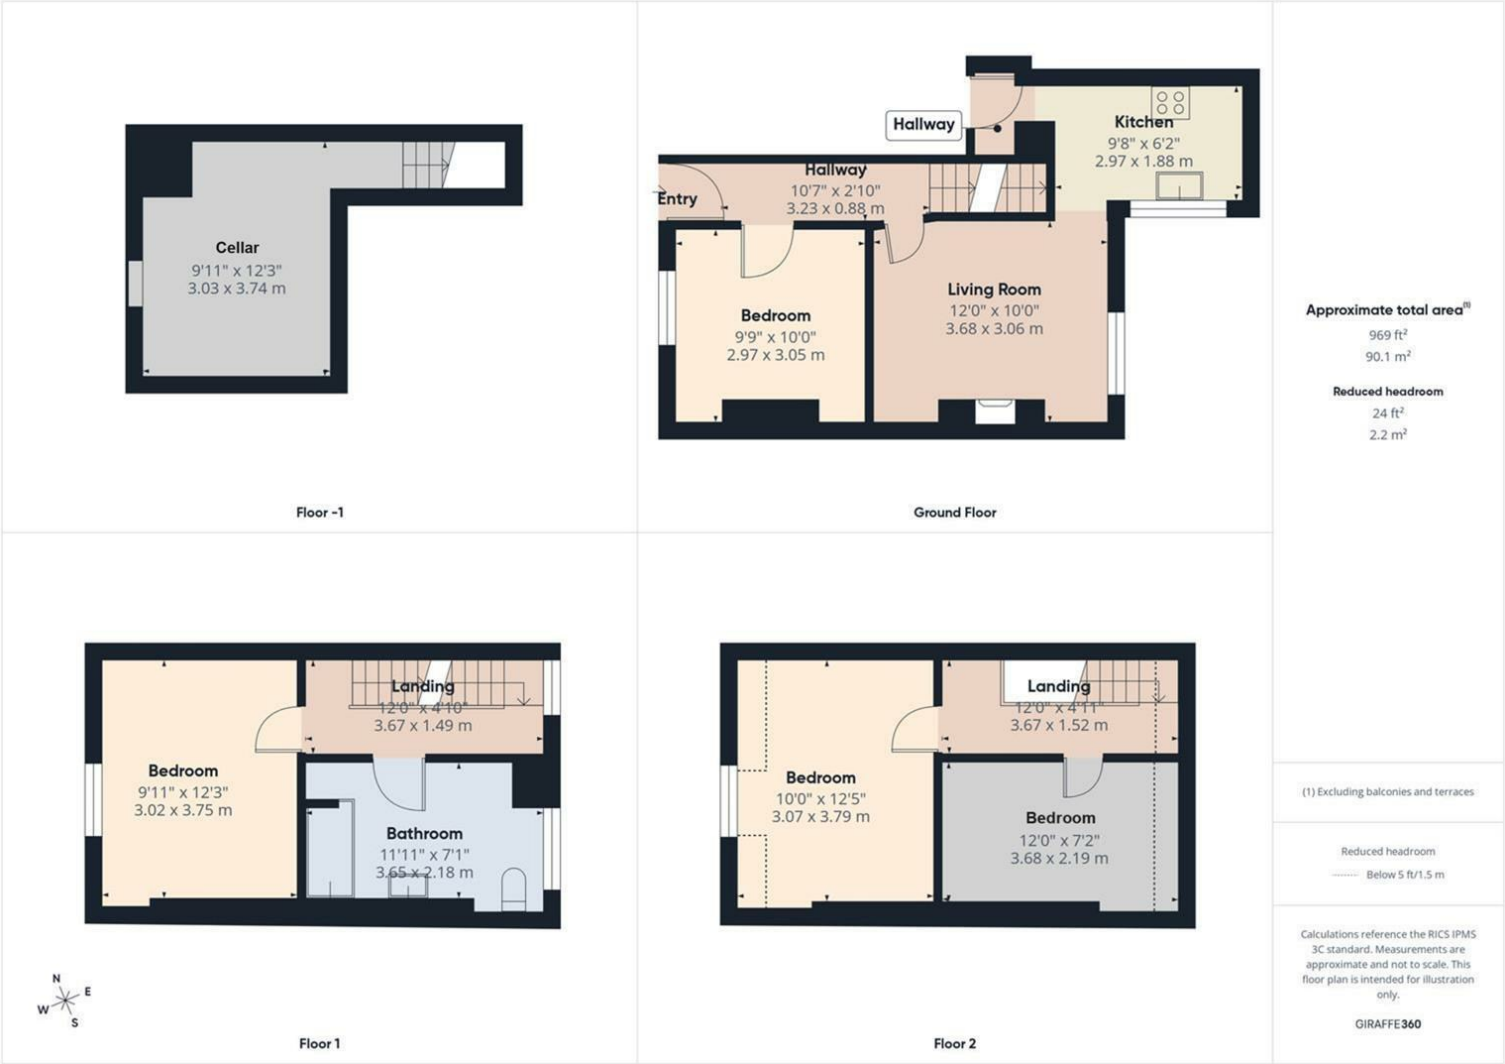 Cellar
9'11" x 12'3"
3.03 x 3.74 m
Floor -1
Hallway
Kitchen
9'8" x 6'2"
2.97 x 1.88 m
Hallway
10'7" x 2'10"
3.23 x 0.88 m
Entry
Living Room
12'0" x 10'0"
3.68 x 3.06 m
Bedroom
9'9" x 10'0"
2.97 x 3.05 m
Ground Floor
Approximate total area(1)
969 ft²
90.1 m²
Reduced headroom
24 ft²
2.2 m²
Landing
12'0" x 4'10"
3.67 x 1.49 m
Bedroom
9'11" x 12'3"
3.02 x 3.75 m
Bathroom
11'11" x 7'1"
3.65 x 2.18 m
N
E
W
S
Floor 1
Landing
12'0" x 4'11"
3.67 x 1.52 m
Bedroom
10'0" x 12'5"
3.07 x 3.79 m
Bedroom
12'0" x 7'2"
3.68 x 2.19 m
Floor 2
(1) Excluding balconies and terraces
Reduced headroom
Below 5 ft/1.5 m
Calculations reference the RICS IPMS
3C standard. Measurements are
approximate and not to scale. This
floor plan is intended for illustration
only.
GIRAFFE360